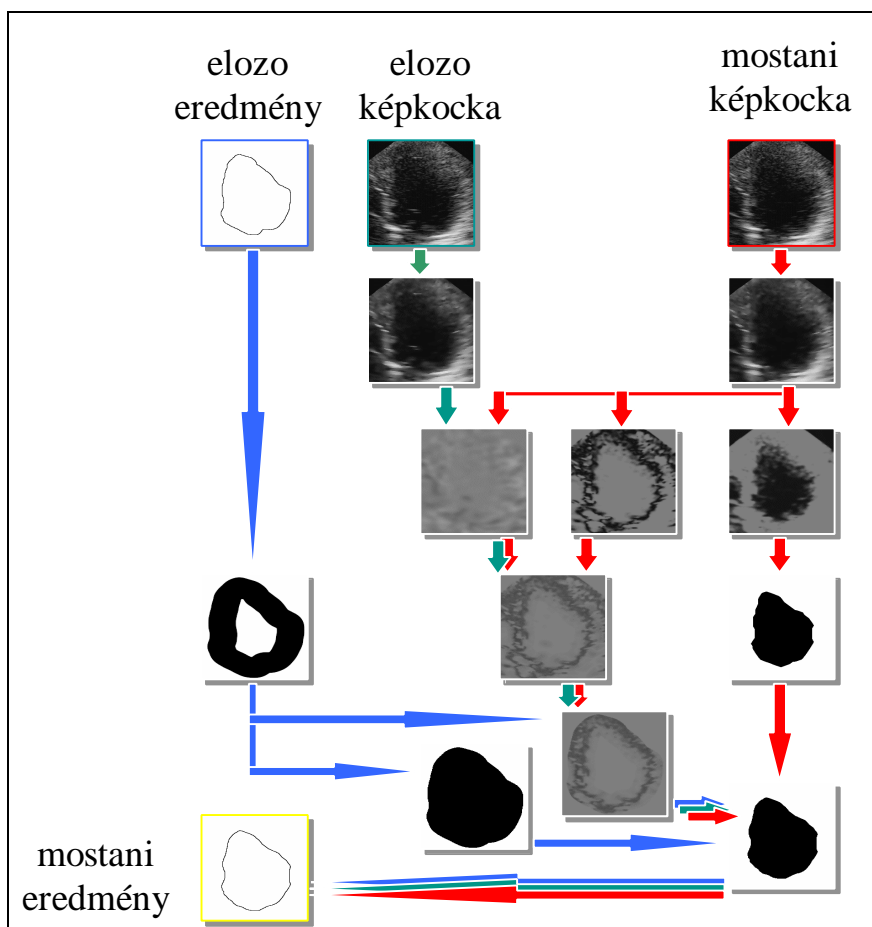 elozo
eredmény
elozo
képkocka
mostani
képkocka
mostani
eredmény